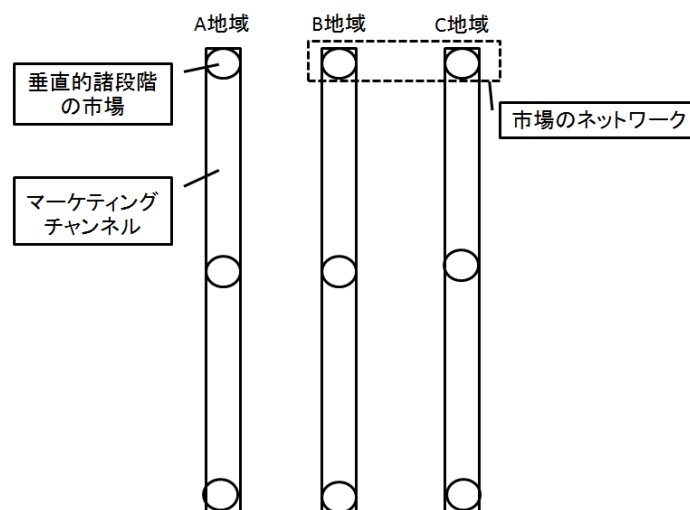 A地域
B地域
C地域
垂直的諸段階
の市場
市場のネットワーク
マーケティング
チャンネル